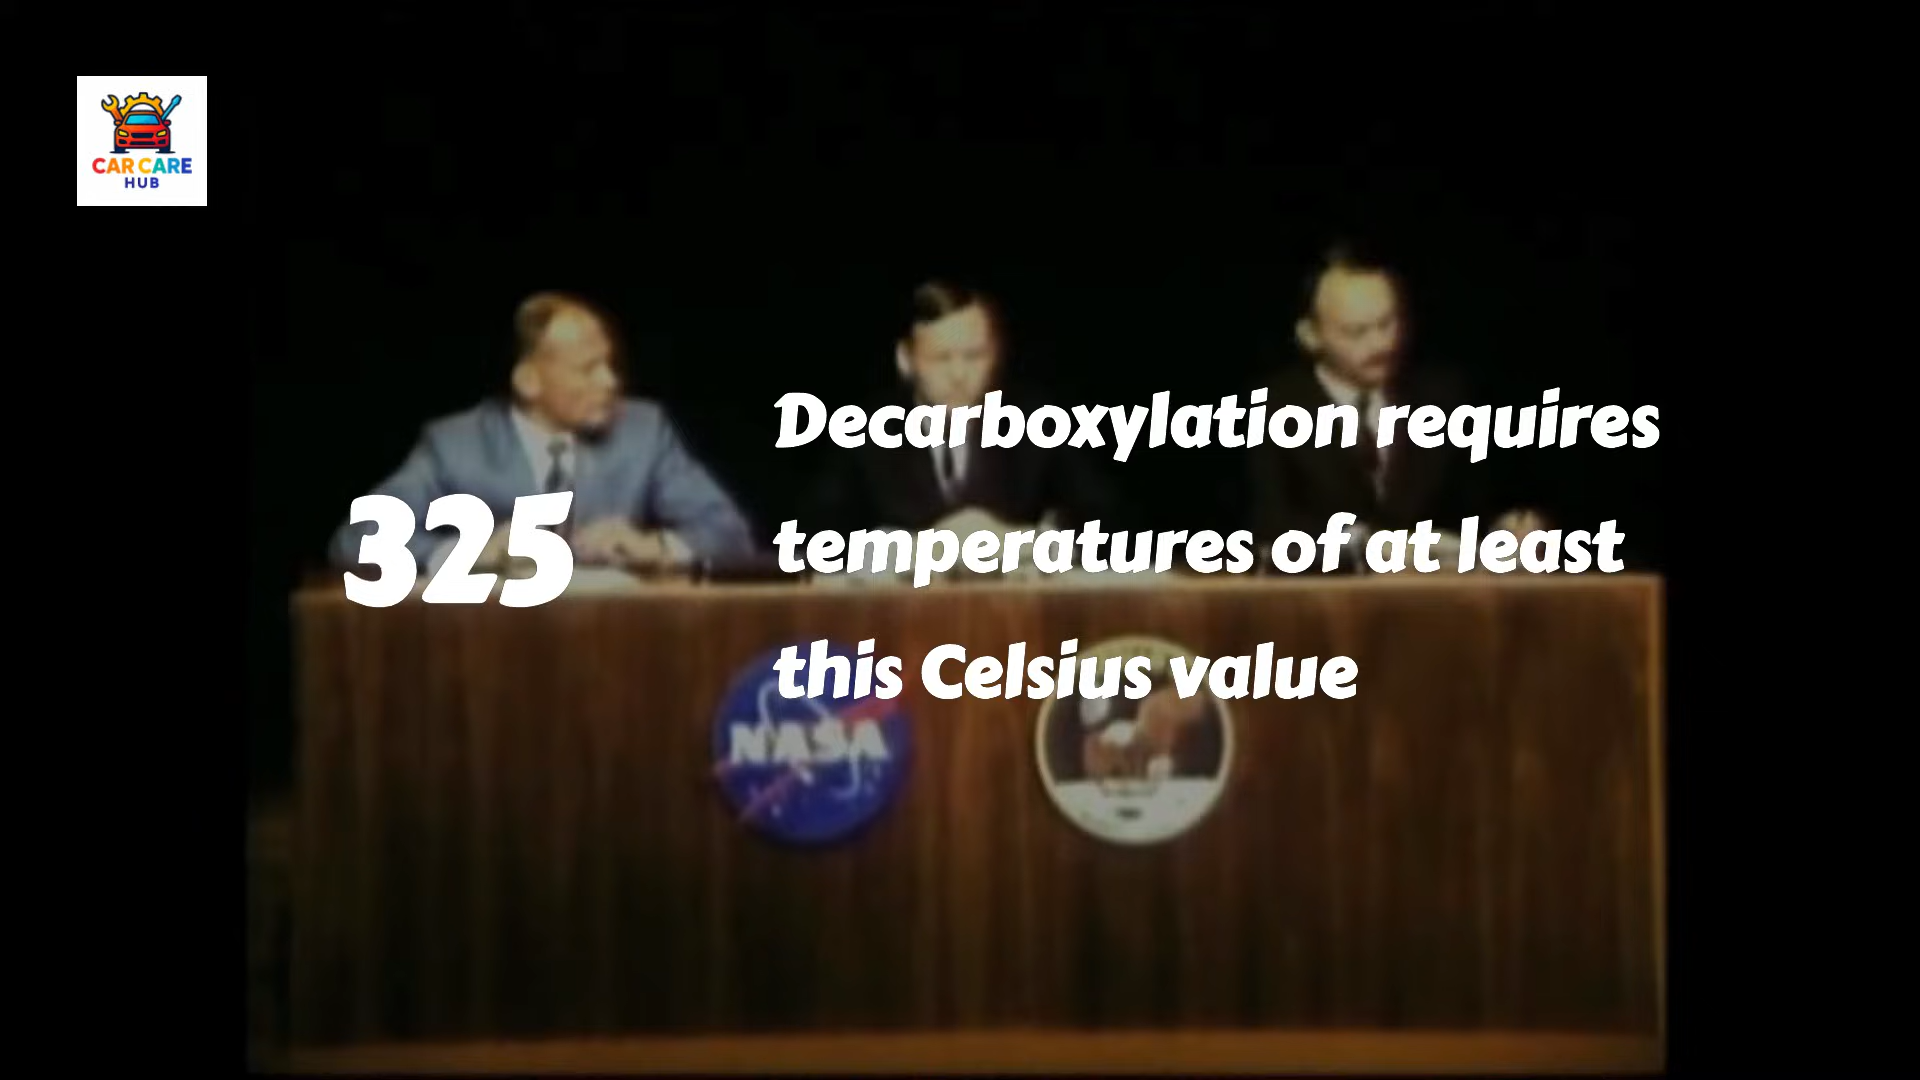 CAR CARE
HUB
325
Decarboxylation requires
temperatures of at least
this Celsius value
NASA